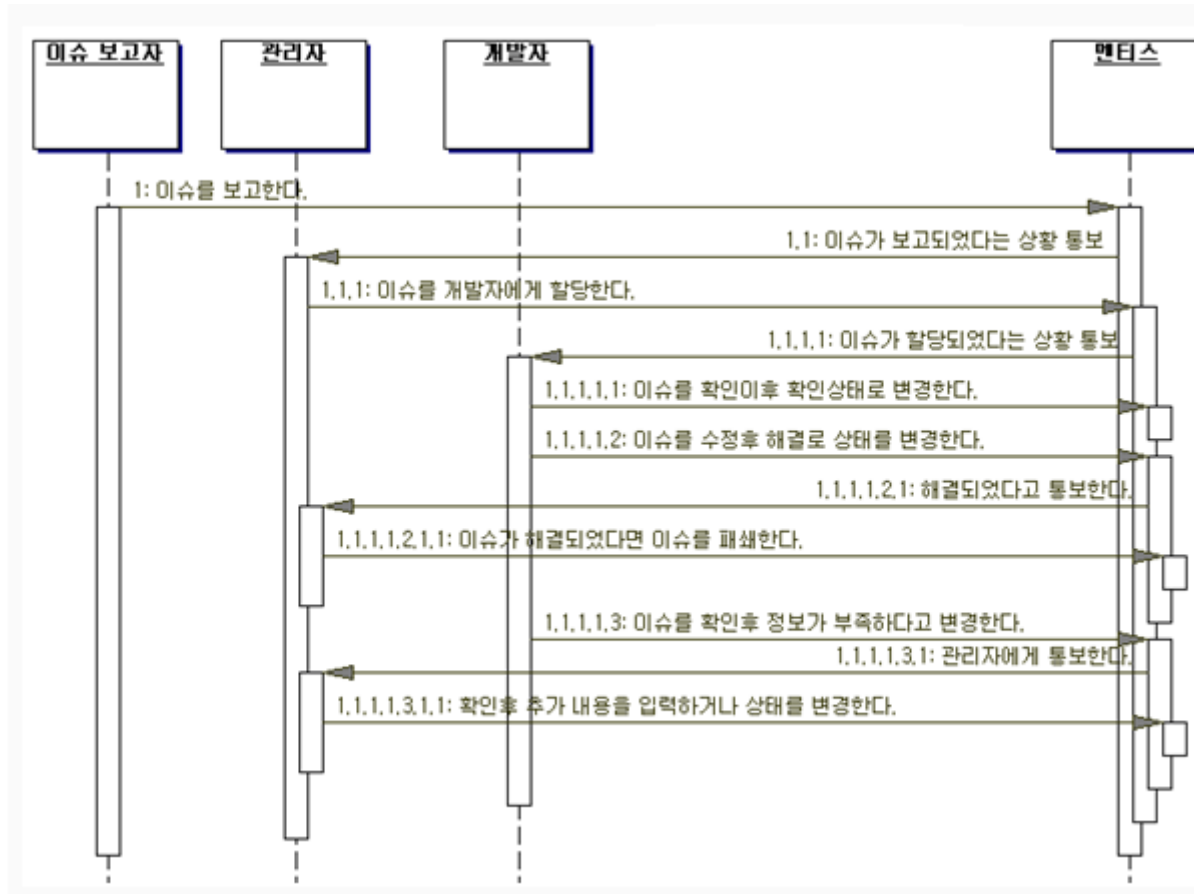 이슈 보고자
관리자
개발자
멘티스
1: 이슈를 보고한다.
1.1: 이슈가 보고되었다는 상황 통보
1.1.1: 이슈를 개발자에게 할당한다.
1.1.1.1: 이슈가 할당되었다는 상황 통보
1.1.1.1.1: 이슈를 확인이후 확인상태로 변경한다.
1.1.1.1.2: 이슈를 수정후 해결로 상태를 변경한다.
1.1.1.1.2.1: 해결되었다고 통보한다.
1.1.1.1.2.1.1: 이슈가 해결되었다면 이슈를 패쇄한다.
1.1.1.1.3: 이슈를 확인후 정보가 부족하다고 변경한다.
1.1.1.1.3.1: 관리자에게 통보한다.
1.1.1.1.3.1.1: 확인후 추가 내용을 입력하거나 상태를 변경한다.